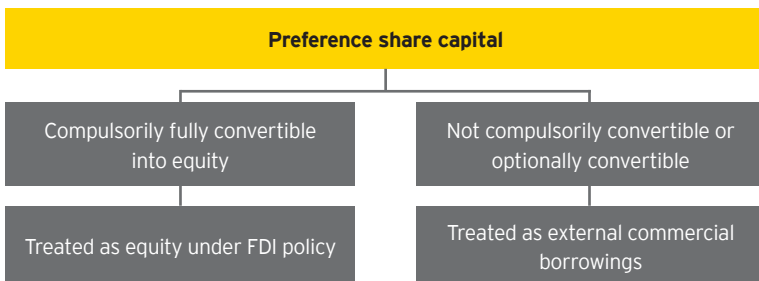 Preference share capital
Compulsorily fully convertible
into equity
Not compulsorily convertible or
optionally convertible
Treated as equity under FDI policy
Treated as external commercial
borrowings